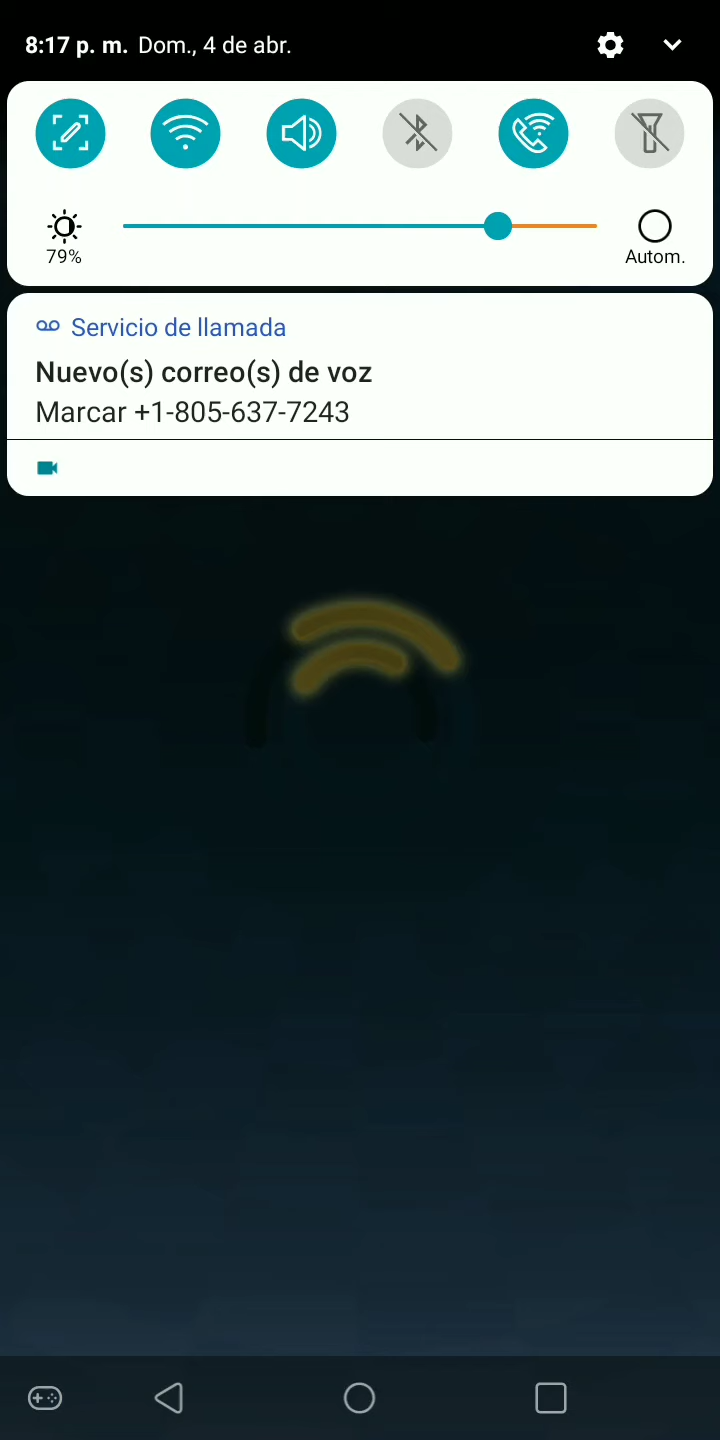 8:17 p. m. Dom., 4 de abr.
79%
Autom.
Servicio de llamada
Nuevo(s) correo(s) de voz
Marcar +1-805-637-7243